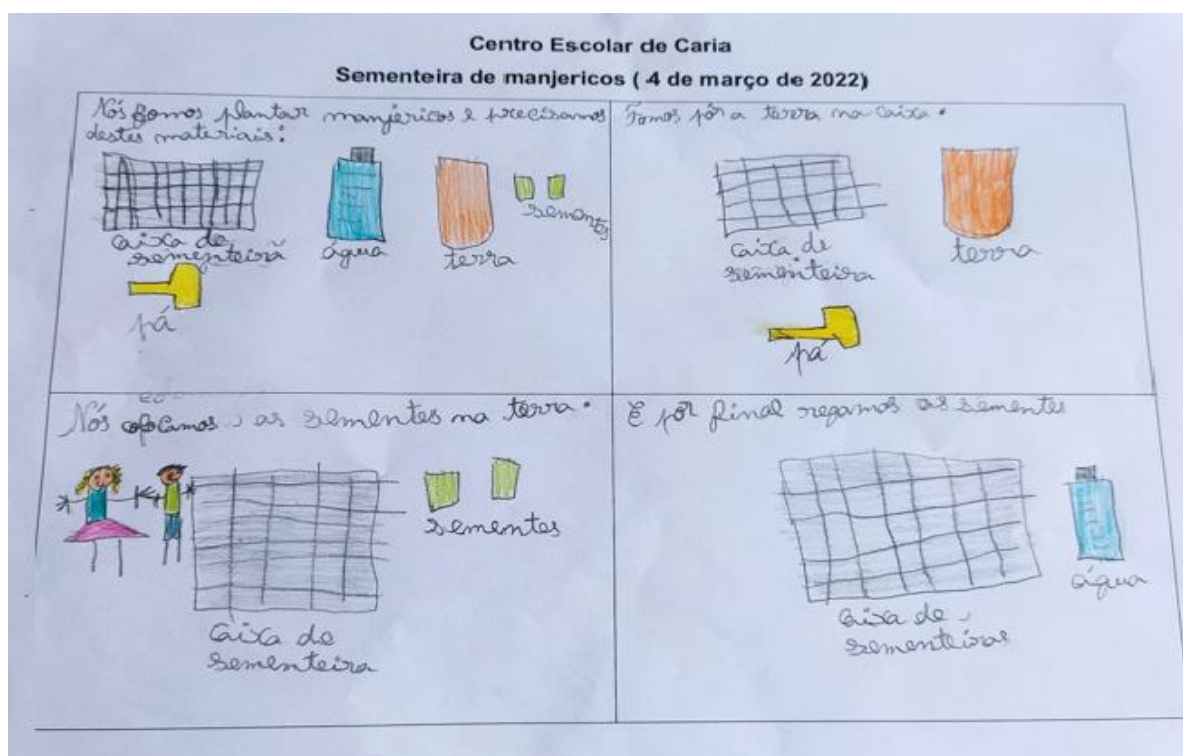 Centro Escolar de Caria
Sementeira de manjericos ( 4 de março de 2022)
Nós fomos plantar manjericos e precisamos
destes materiais:
caixa de
sementeira
água
terra
sementes
pá
Fomos pôr a terra na caixa.
caixa de
sementeira
terra
pá
Nós colocamos as sementes na terra.
sementes
caixa de
sementeira
E por final regamos as sementes
água
caixa de
sementeiras